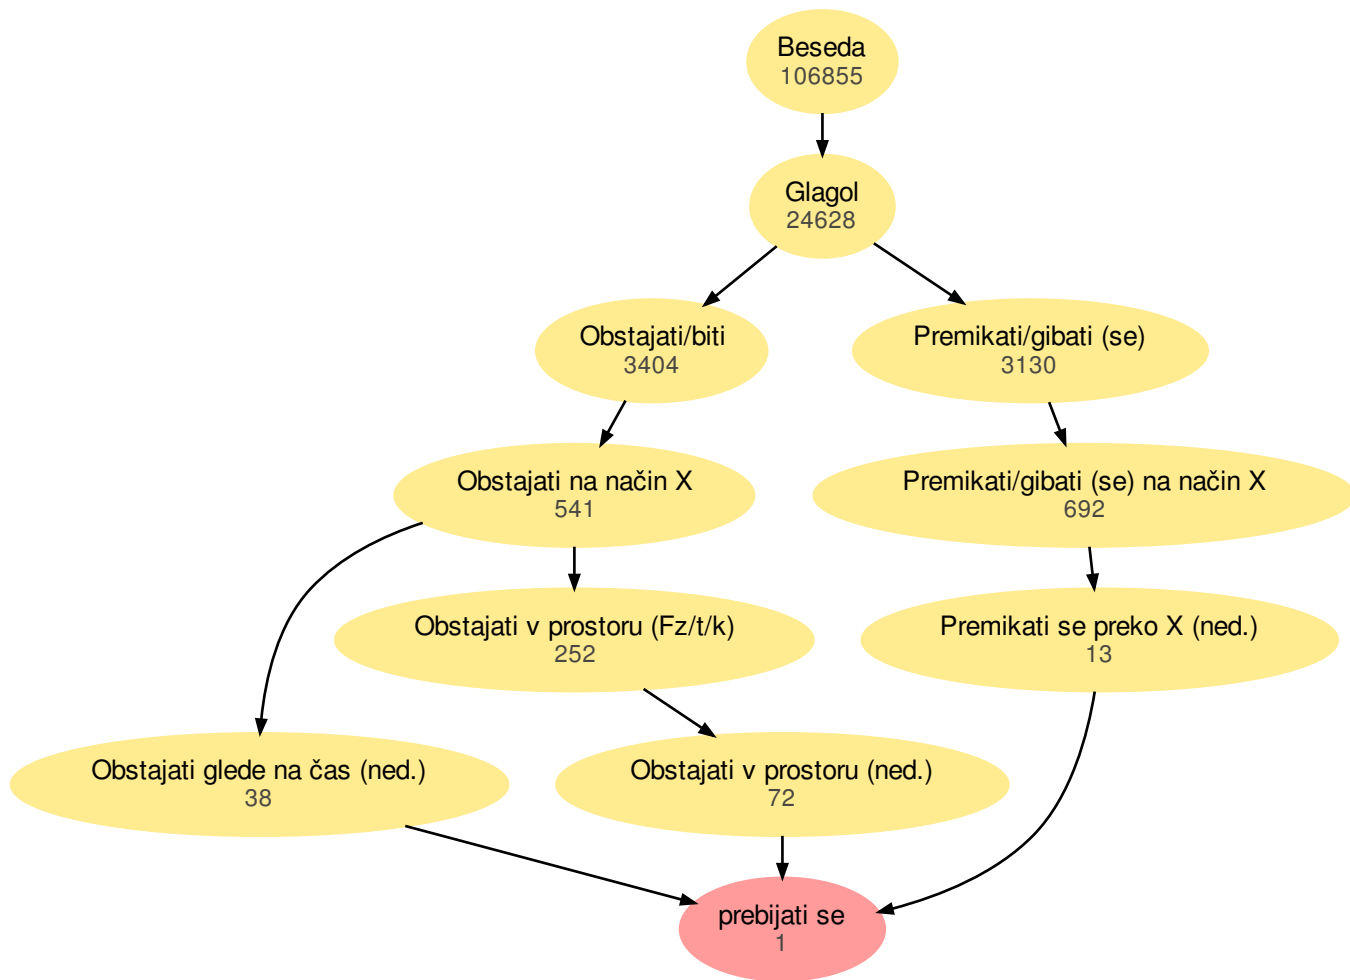 Beseda
106855
Glagol
24628
Obstajati/biti
3404
Premikati/gibati (se)
3130
Obstajati na način X
541
Premikati/gibati (se) na način X
692
Obstajati v prostoru (Fz/t/k)
252
Premikati se preko X (ned.)
13
Obstajati glede na čas (ned.)
38
Obstajati v prostoru (ned.)
72
prebijati se
1